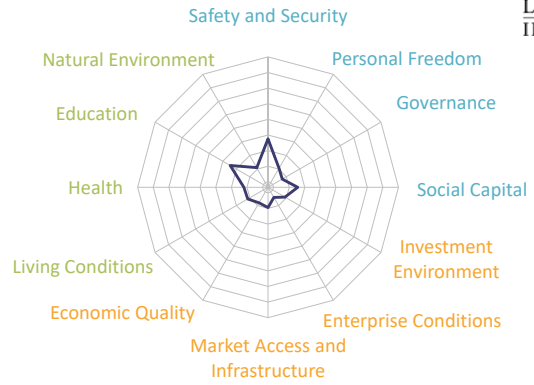 Safety and Security
Personal Freedom
Governance
Social Capital
Investment
Environment
Enterprise Conditions
Market Access and
Infrastructure
Economic Quality
Living Conditions
Health
Education
Natural Environment